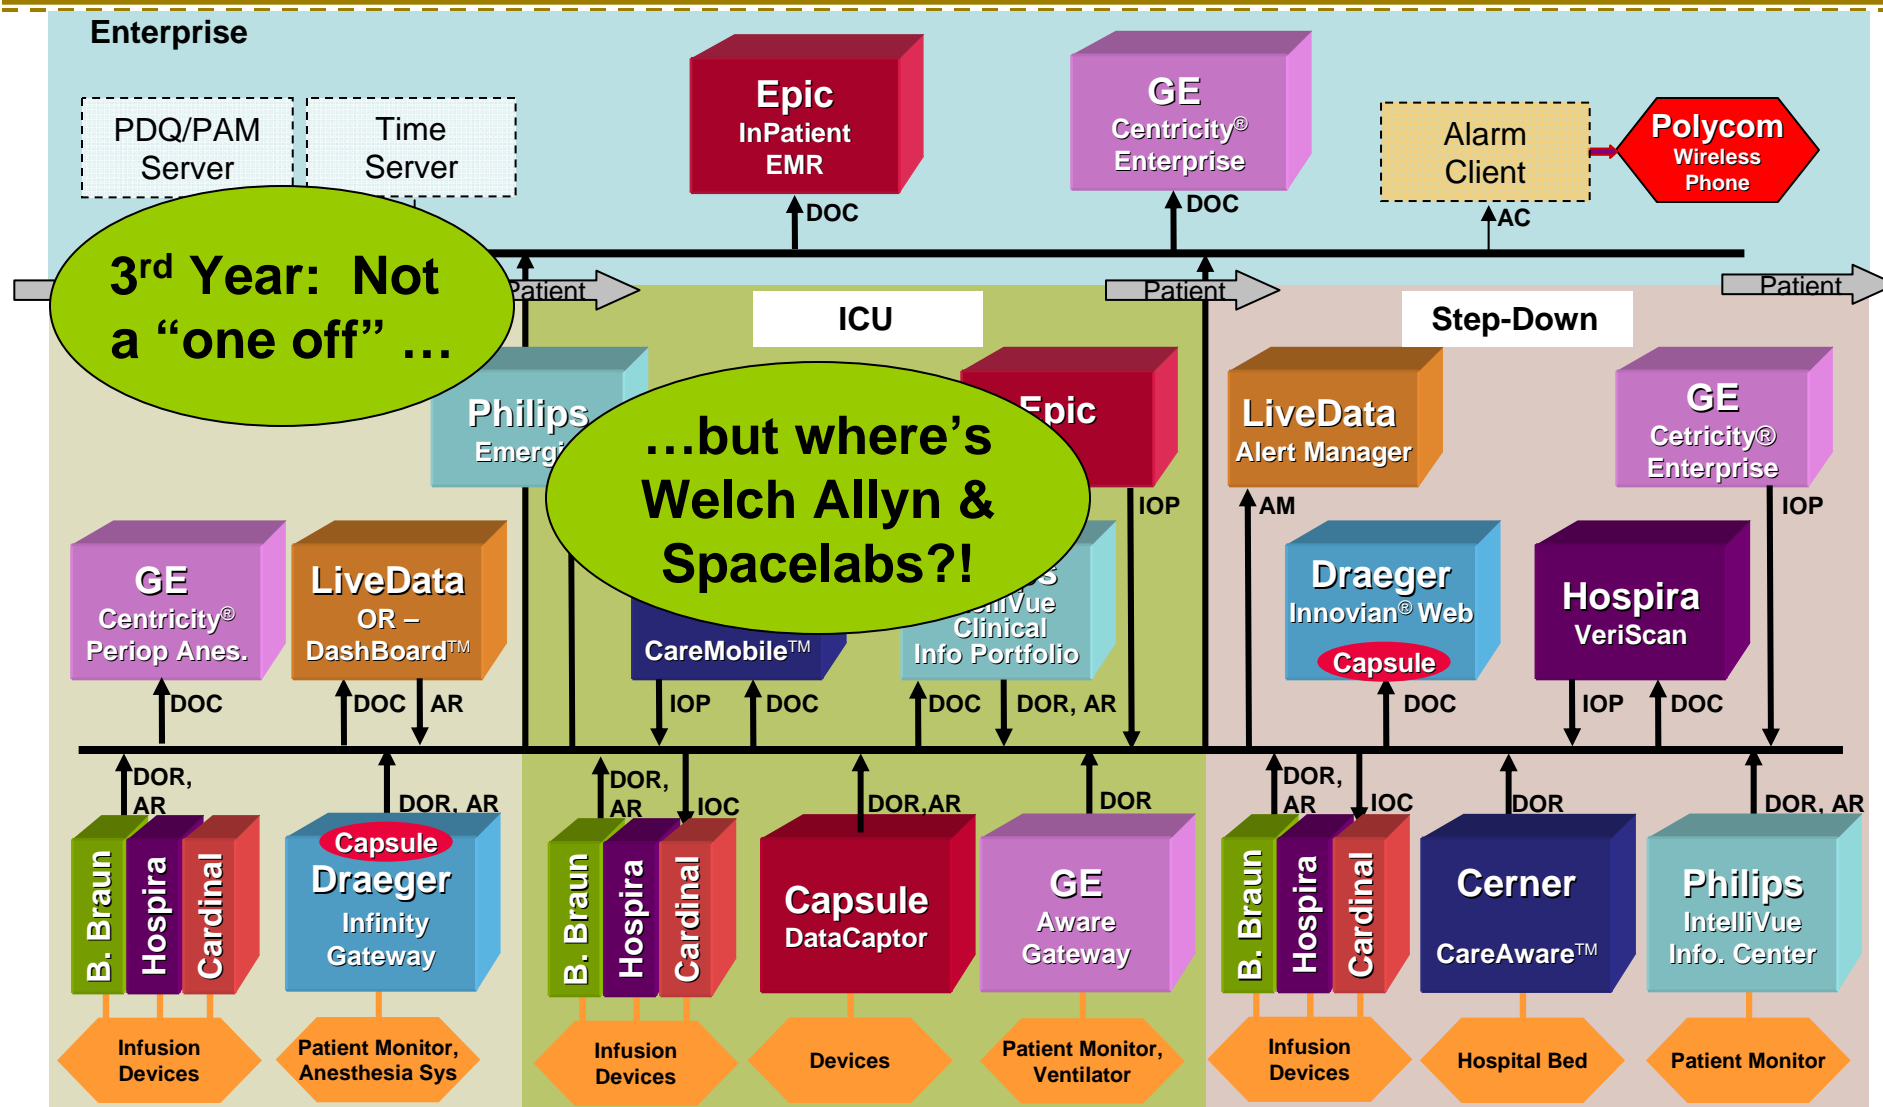 Enterprise
PDQ/PAM
Server
Time
Server
Epic
InPatient
EMR
GE
Centricity®
Enterprise
Alarm
Client
Polycom
Wireless
Phone
DOC
DOC
AC
3rd Year: Not
a “one off” …
Patient
Patient
Patient
ICU
Step-Down
Philips
…but where’s
Welch Allyn &
Spacelabs?!
Epic
LiveData
Alert Manager
GE
Cetricity®
Enterprise
IOP
AM
IOP
GE
Centricity®
Periop Anes.
LiveData
OR –
DashBoard™
CareMobile™
Clinical
Info Portfolio
Draeger
Innovian® Web
Capsule
Hospira
VeriScan
DOC
DOC
AR
IOP
DOC
DOC
DOR, AR
DOC
IOP
DOC
DOR,
AR
DOR, AR
DOR,
AR
IOC
DOR,AR
DOR
DOR,
AR
IOC
DOR
DOR, AR
B. Braun
Hospira
Cardinal
Capsule
Draeger
Infinity
Gateway
B. Braun
Hospira
Cardinal
Capsule
DataCaptor
GE
Aware
Gateway
B. Braun
Hospira
Cardinal
Cerner
CareAware™
Philips
IntelliVue
Info. Center
Infusion
Devices
Patient Monitor,
Anesthesia Sys
Infusion
Devices
Devices
Patient Monitor,
Ventilator
Infusion
Devices
Hospital Bed
Patient Monitor